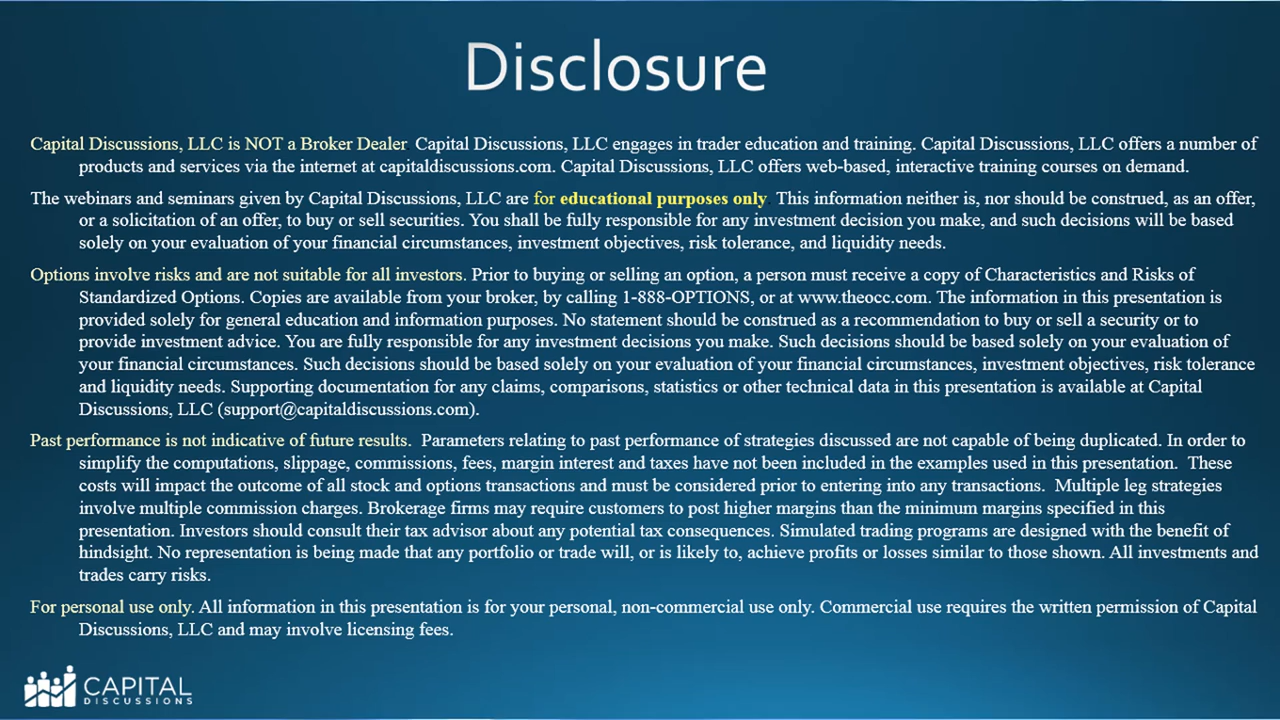 Disclosure
Capital Discussions, LLC is NOT a Broker Dealer. Capital Discussions, LLC engages in trader education and training. Capital Discussions, LLC offers a number of
products and services via the internet at capitaldiscussions.com. Capital Discussions, LLC offers web-based, interactive training courses on demand.
The webinars and seminars given by Capital Discussions, LLC are for educational purposes only. This information neither is, nor should be construed, as an offer,
or a solicitation of an offer, to buy or sell securities. You shall be fully responsible for any investment decision you make, and such decisions will be based
solely on your evaluation of your financial circumstances, investment objectives, risk tolerance, and liquidity needs.
Options involve risks and are not suitable for all investors. Prior to buying or selling an option, a person must receive a copy of Characteristics and Risks of
Standardized Options. Copies are available from your broker, by calling 1-888-OPTIONS, or at www.theocc.com. The information in this presentation is
provided solely for general education and information purposes. No statement should be construed as a recommendation to buy or sell a security or to
provide investment advice. You are fully responsible for any investment decisions you make. Such decisions should be based solely on your evaluation of
your financial circumstances. Such decisions should be based solely on your evaluation of your financial circumstances, investment objectives, risk tolerance
and liquidity needs. Supporting documentation for any claims, comparisons, statistics or other technical data in this presentation is available at Capital
Discussions, LLC (support@capitaldiscussions.com).
Past performance is not indicative of future results. Parameters relating to past performance of strategies discussed are not capable of being duplicated. In order to
simplify the computations, slippage, commissions, fees, margin interest and taxes have not been included in the examples used in this presentation. These
costs will impact the outcome of all stock and options transactions and must be considered prior to entering into any transactions. Multiple leg strategies
involve multiple commission charges. Brokerage firms may require customers to post higher margins than the minimum margins specified in this
presentation. Investors should consult their tax advisor about any potential tax consequences. Simulated trading programs are designed with the benefit of
hindsight. No representation is being made that any portfolio or trade will, or is likely to, achieve profits or losses similar to those shown. All investments and
trades carry risks.
For personal use only. All information in this presentation is for your personal, non-commercial use only. Commercial use requires the written permission of Capital
Discussions, LLC and may involve licensing fees.
CAPITAL
DISCUSSIONS